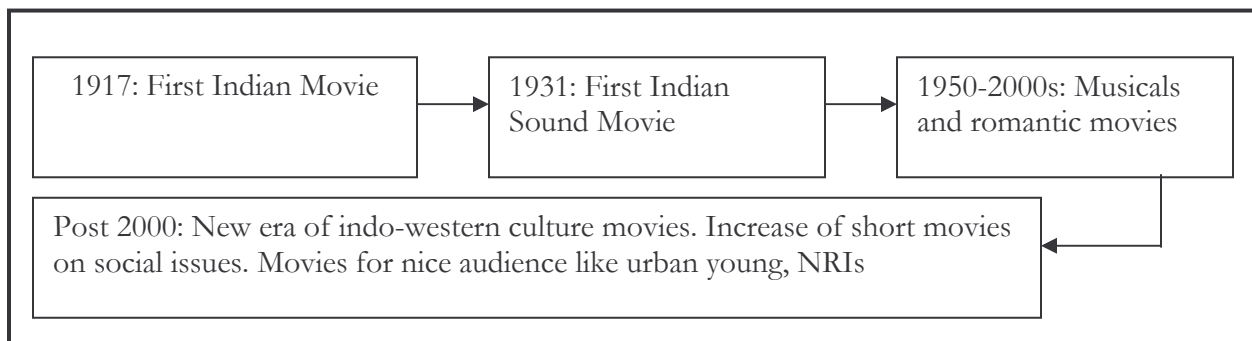 1917: First Indian Movie
1931: First Indian
Sound Movie
1950-2000s: Musicals
and romantic movies
Post 2000: New era of indo-western culture movies. Increase of short movies
on social issues. Movies for nice audience like urban young, NRIs